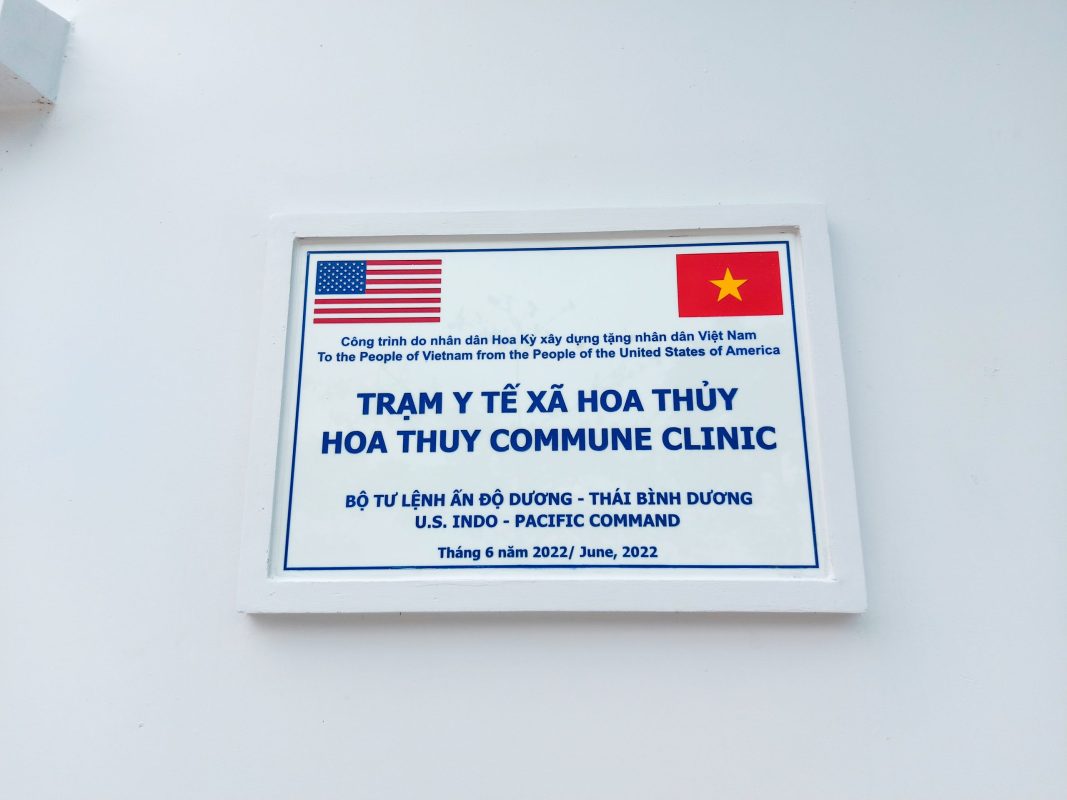 Công trình do nhân dân Hoa Kỳ xây dựng tặng nhân dân Việt Nam
To the People of Vietnam from the People of the United States of America
TRẠM Y TẾ XÃ HOA THỦY
HOA THUY COMMUNE CLINIC
BỘ TƯ LỆNH ẤN ĐỘ DƯƠNG - THÁI BÌNH DƯƠNG
U.S. INDO - PACIFIC COMMAND
Tháng 6 năm 2022/ June, 2022